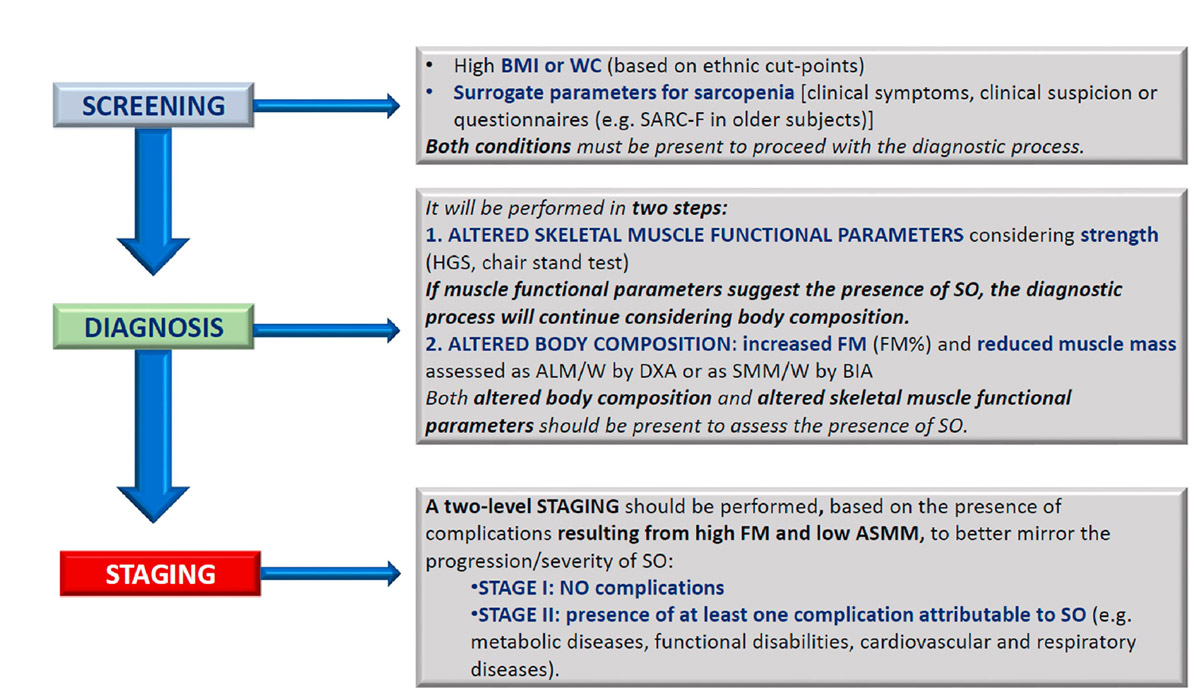 SCREENING
• High BMI or WC (based on ethnic cut-points)
• Surrogate parameters for sarcopenia [clinical symptoms, clinical suspicion or
questionnaires (e.g. SARC-F in older subjects)]
Both conditions must be present to proceed with the diagnostic process.
DIAGNOSIS
It will be performed in two steps:
1. ALTERED SKELETAL MUSCLE FUNCTIONAL PARAMETERS considering strength
(HGS, chair stand test)
If muscle functional parameters suggest the presence of SO, the diagnostic
process will continue considering body composition.
2. ALTERED BODY COMPOSITION: increased FM (FM%) and reduced muscle mass
assessed as ALM/W by DXA or as SMM/W by BIA
Both altered body composition and altered skeletal muscle functional
parameters should be present to assess the presence of SO.
STAGING
A two-level STAGING should be performed, based on the presence of
complications resulting from high FM and low ASMM, to better mirror the
progression/severity of SO:
•STAGE I: NO complications
•STAGE II: presence of at least one complication attributable to SO (e.g.
metabolic diseases, functional disabilities, cardiovascular and respiratory
diseases).